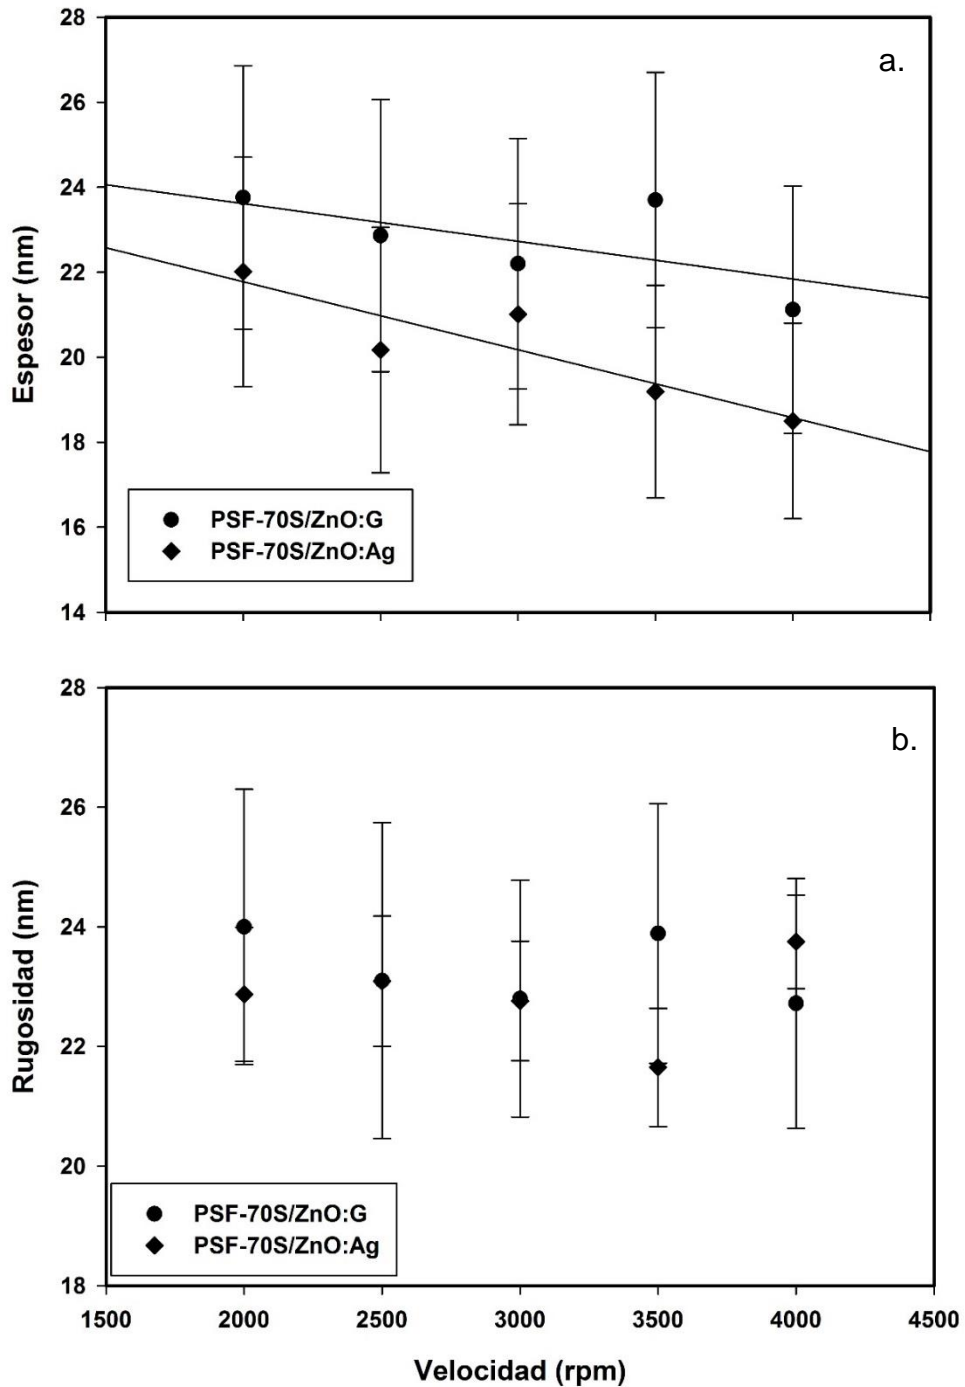 28
a.
26
24
22
20
18
16
14
Espesor (nm)
PSF-70S/ZnO:G
PSF-70S/ZnO:Ag
28
b.
26
24
22
20
18
Rugosidad (nm)
PSF-70S/ZnO:G
PSF-70S/ZnO:Ag
1500 2000 2500 3000 3500 4000 4500
Velocidad (rpm)